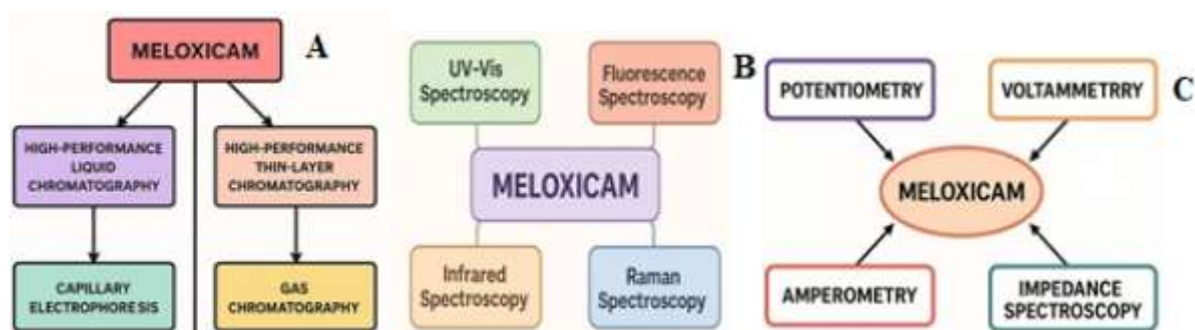 MELOXICAM
A
HIGH-PERFORMANCE
LIQUID
CHROMATOGRAPHY
HIGH-PERFORMANCE
THIN-LAYER
CHROMATOGRAPHY
CAPILLARY
ELECTROPHORESIS
GAS
CHROMATOGRAPHY
UV-Vis
Spectroscopy
Fluorescence
Spectroscopy
B
MELOXICAM
Infrared
Spectroscopy
Raman
Spectroscopy
POTENTIOMETRY
VOLTAMMETRRY
C
MELOXICAM
AMPEROMETRY
IMPEDANCE
SPECTROSCOPY